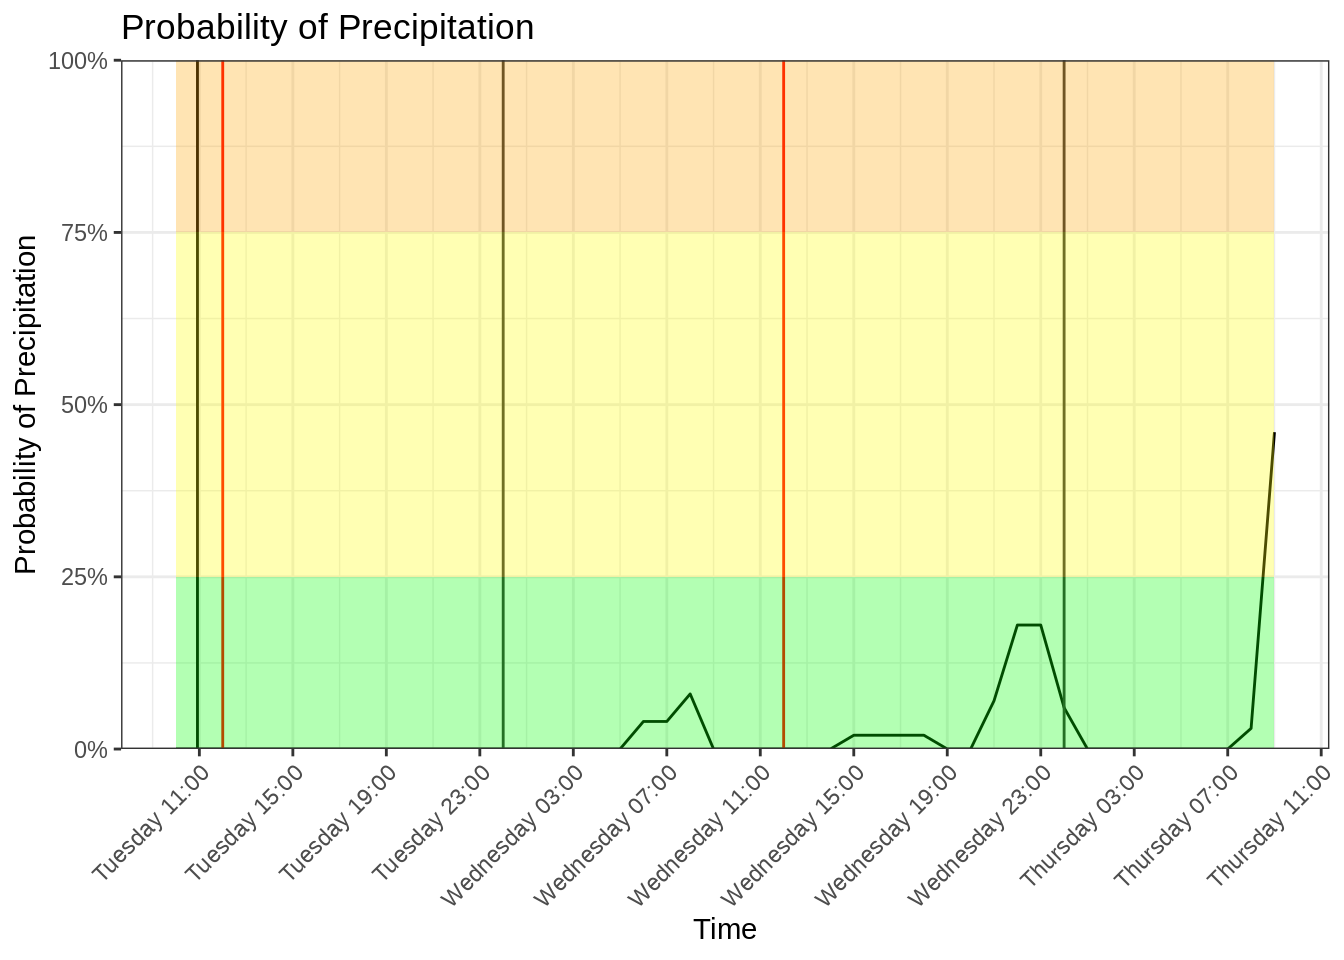 Probability of Precipitation
Probability of Precipitation
100%
75%
50%
25%
0%
Tuesday 11:00
Tuesday 15:00
Tuesday 19:00
Tuesday 23:00
Wednesday 03:00
Wednesday 07:00
Wednesday 11:00
Wednesday 15:00
Wednesday 19:00
Wednesday 23:00
Thursday 03:00
Thursday 07:00
Thursday 11:00
Time